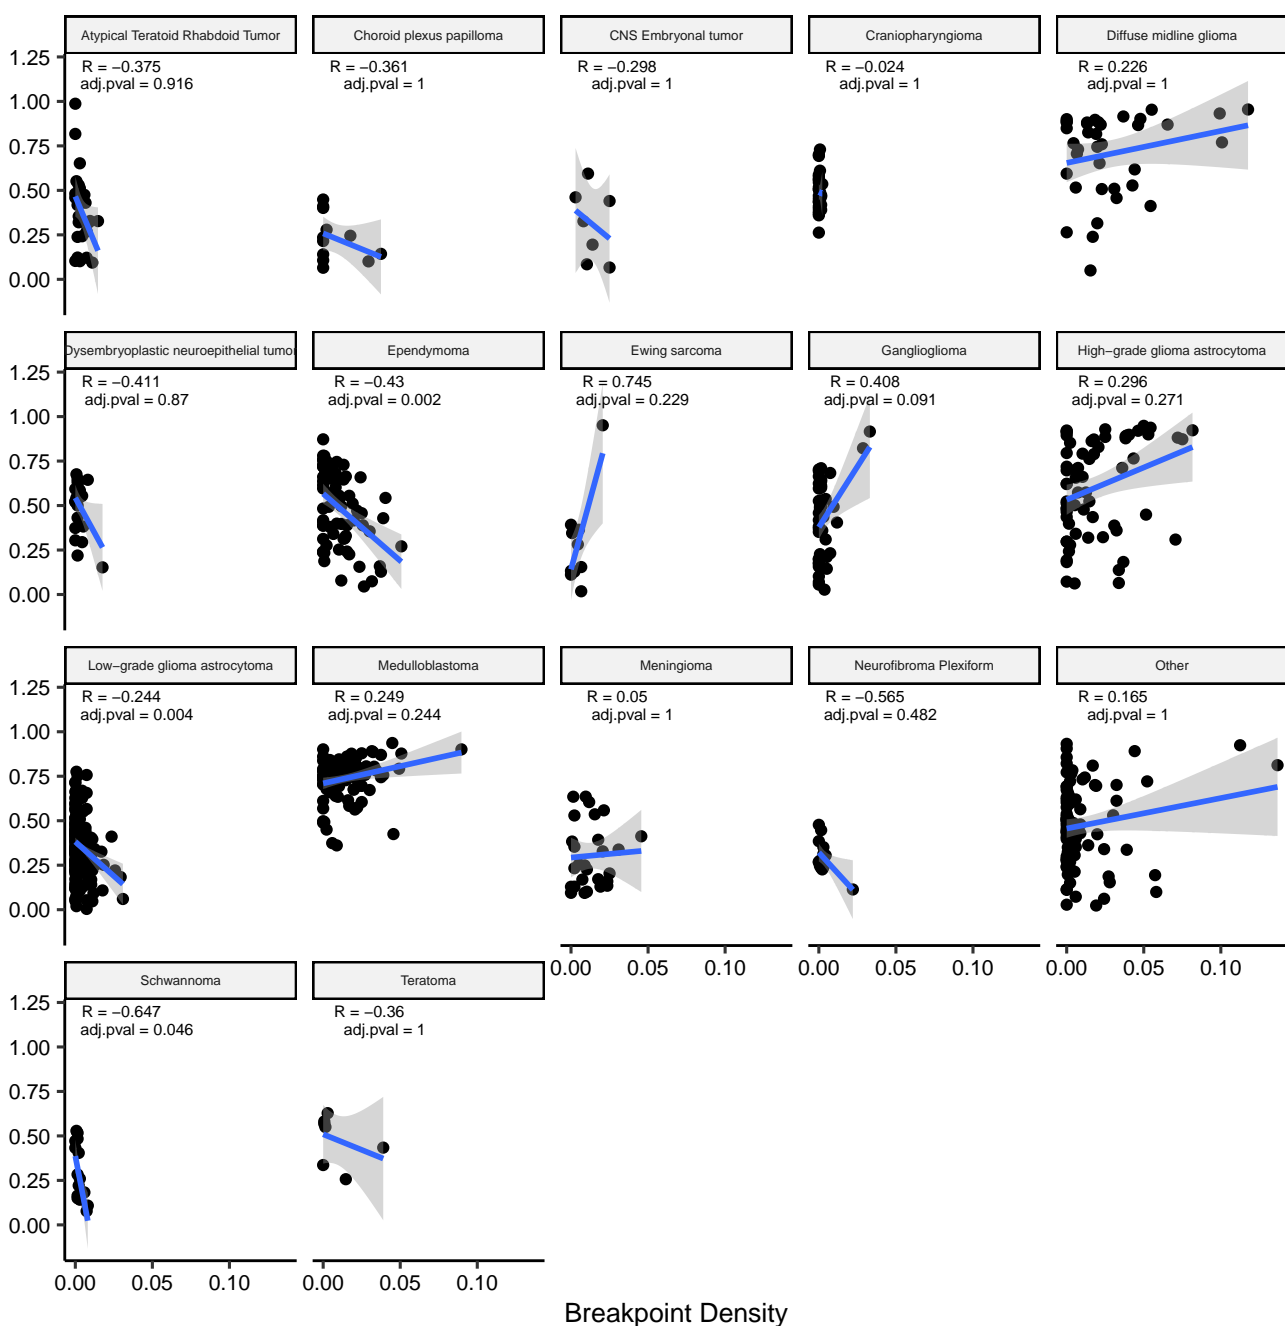 Atypical Teratoid Rhabdoid Tumor
Choroid plexus papilloma
CNS Embryonal tumor
Craniopharyngioma
Diffuse midline glioma
R = −0.375
adj.pval = 0.916
R = −0.361
adj.pval = 1
R = −0.298
adj.pval = 1
R = −0.024
adj.pval = 1
R = 0.226
adj.pval = 1
1.25
1.00
0.75
0.50
0.25
0.00
Dysembryoplastic neuroepithelial tumor
Ependymoma
Ewing sarcoma
Ganglioglioma
High−grade glioma astrocytoma
R = −0.411
adj.pval = 0.87
R = −0.43
adj.pval = 0.002
R = 0.745
adj.pval = 0.229
R = 0.408
adj.pval = 0.091
R = 0.296
adj.pval = 0.271
1.25
1.00
0.75
0.50
0.25
0.00
Low−grade glioma astrocytoma
Medulloblastoma
Meningioma
Neurofibroma Plexiform
Other
R = −0.244
adj.pval = 0.004
R = 0.249
adj.pval = 0.244
R = 0.05
adj.pval = 1
R = −0.565
adj.pval = 0.482
R = 0.165
adj.pval = 1
1.25
1.00
0.75
0.50
0.25
0.00
0.00 0.05 0.10
0.00 0.05 0.10
0.00 0.05 0.10
Schwannoma
Teratoma
R = −0.647
adj.pval = 0.046
R = −0.36
adj.pval = 1
1.25
1.00
0.75
0.50
0.25
0.00
0.00 0.05 0.10
0.00 0.05 0.10
Breakpoint Density